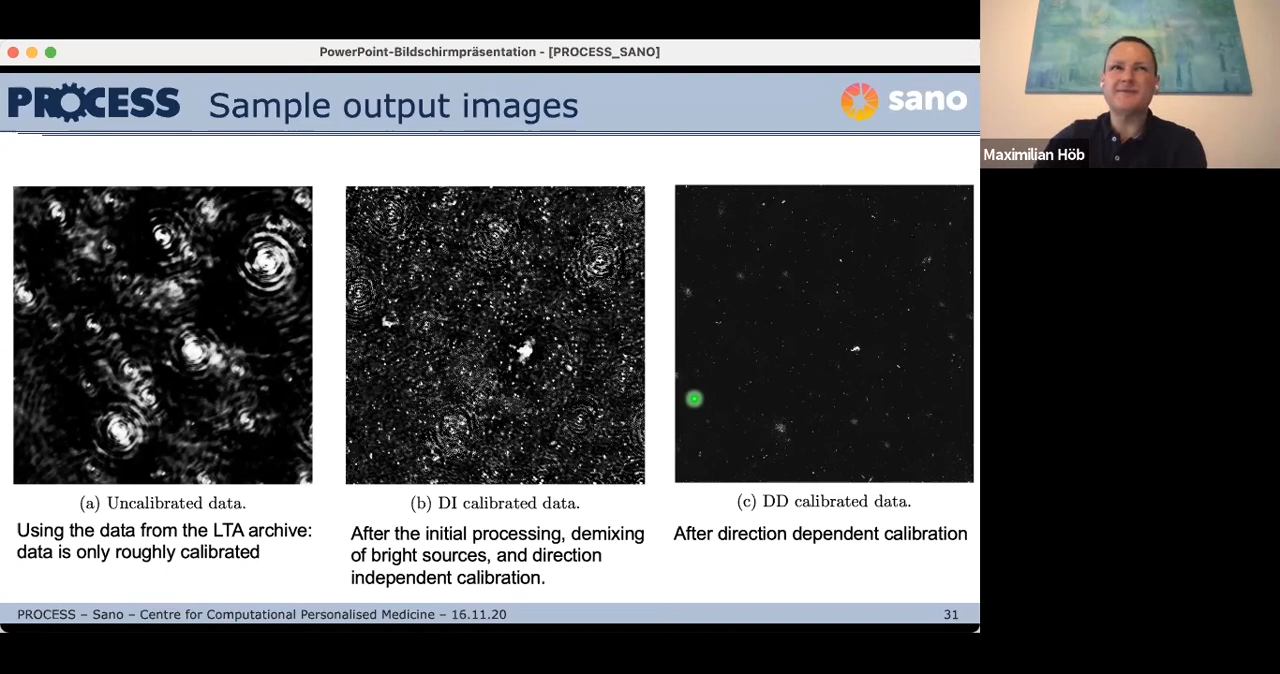 PowerPoint-Bildschirmpräsentation - [PROCESS_SANO]
PROCESS
Sample output images
sano
Maximilian Höb
(a) Uncalibrated data.
(b) DI calibrated data.
(c) DD calibrated data.
Using the data from the LTA archive:
data is only roughly calibrated
After the initial processing, demixing
of bright sources, and direction
independent calibration.
After direction dependent calibration
PROCESS – Sano – Centre for Computational Personalised Medicine – 16.11.20
31